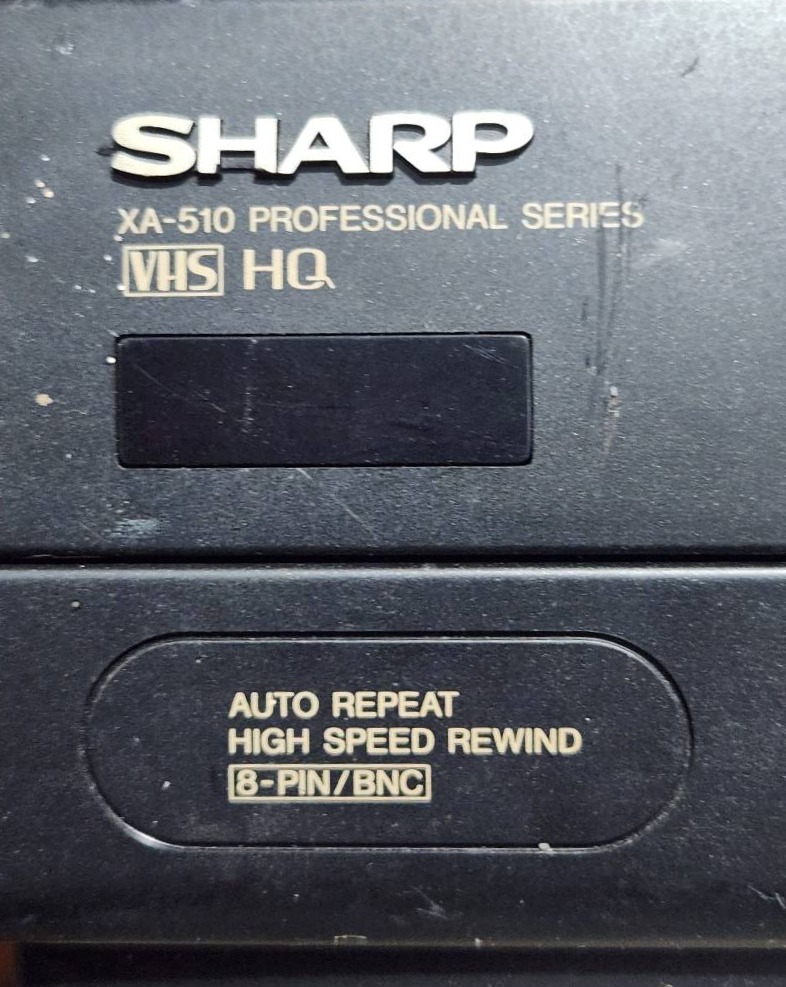 SHARP
XA-510 PROFESSIONAL SERIES
VHS HQ
AUTO REPEAT
HIGH SPEED REWIND
8-PIN/BNC